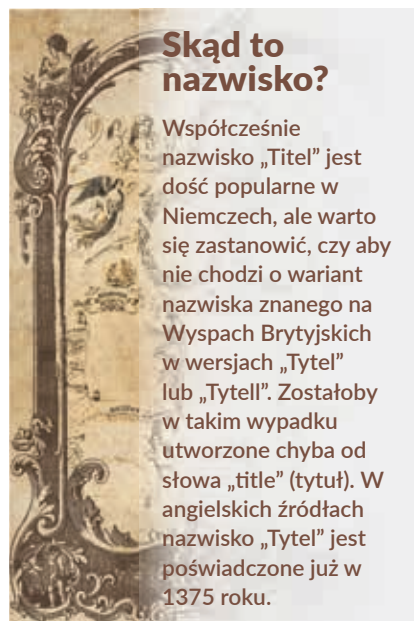 Skąd to
nazwisko?
Współcześnie
nazwisko „Titel” jest
dość popularne w
Niemczech, ale warto
się zastanowić, czy aby
nie chodzi o wariant
nazwiska znanego na
Wyspach Brytyjskich
w wersjach „Tytel”
lub „Tytell”. Zostałoby
w takim wypadku
utworzone chyba od
słowa „title” (tytuł). W
angielskich źródłach
nazwisko „Tytel” jest
poświadczone już w
1375 roku.